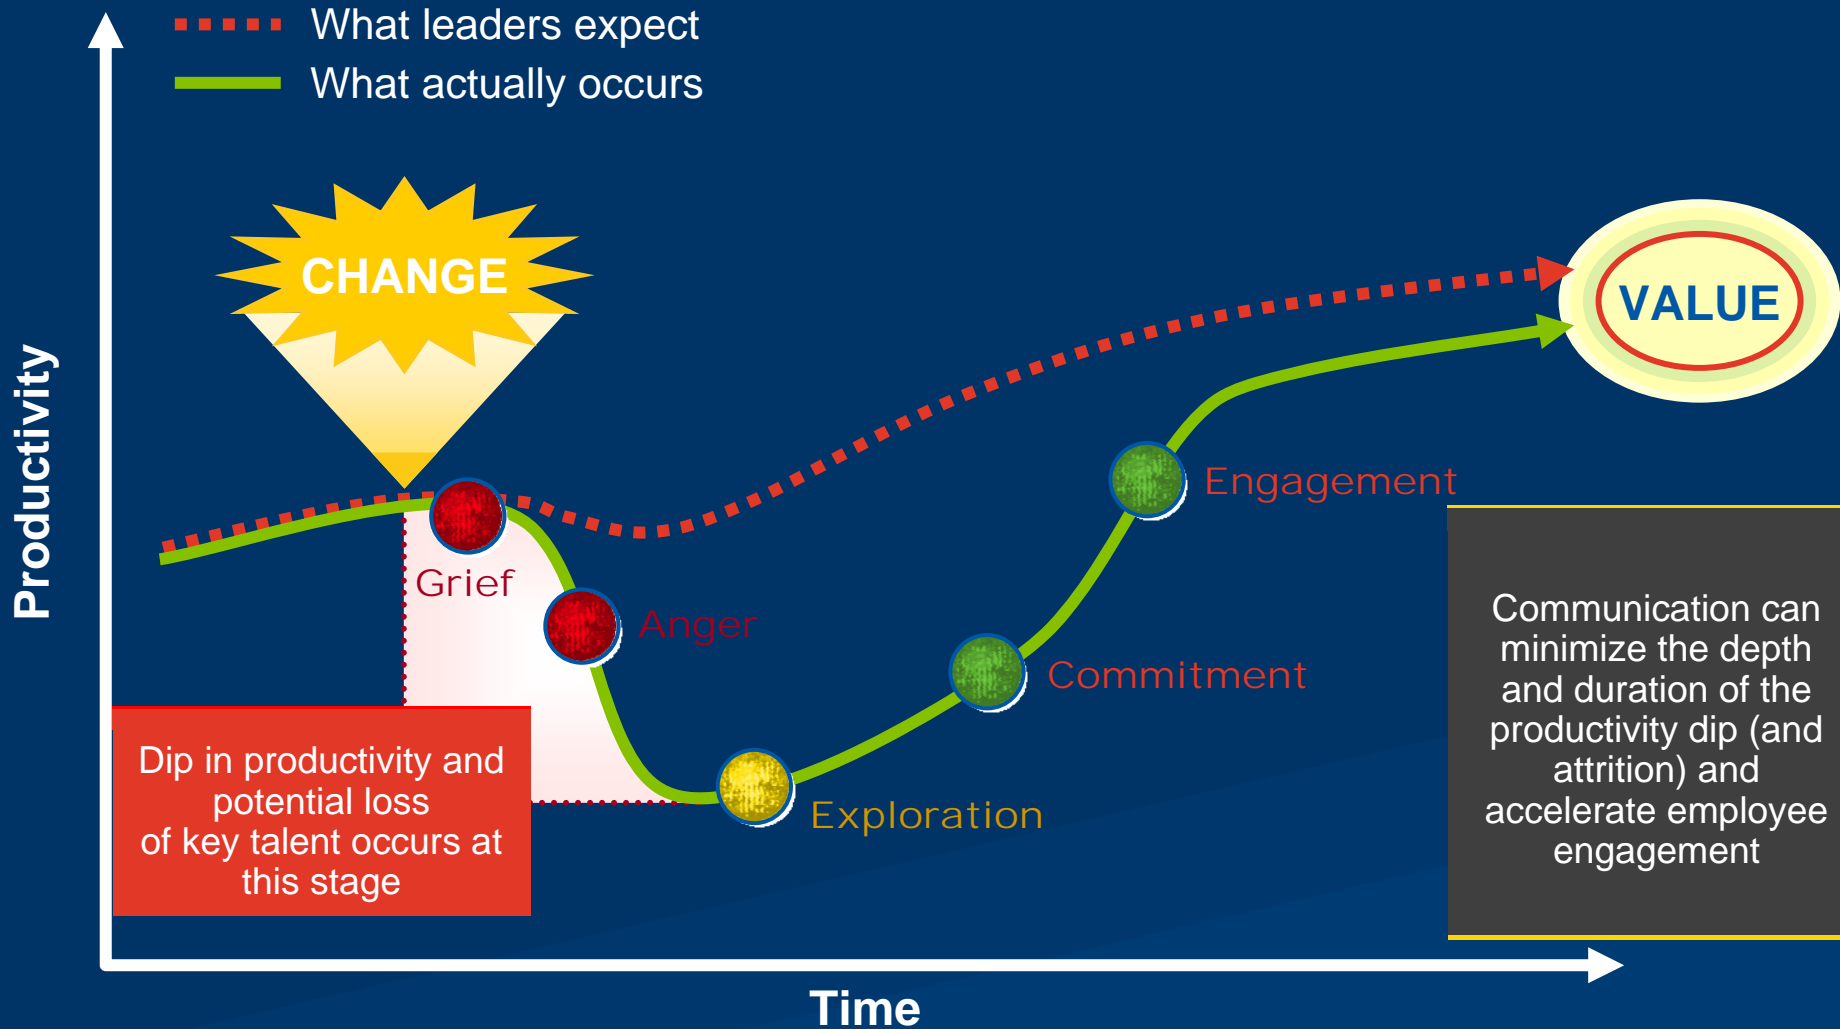 What leaders expect
What actually occurs
CHANGE
VALUE
Productivity
Engagement
Grief
Anger
Commitment
Exploration
Dip in productivity and
potential loss
of key talent occurs at
this stage
Communication can
minimize the depth
and duration of the
productivity dip (and
attrition) and
accelerate employee
engagement
Time